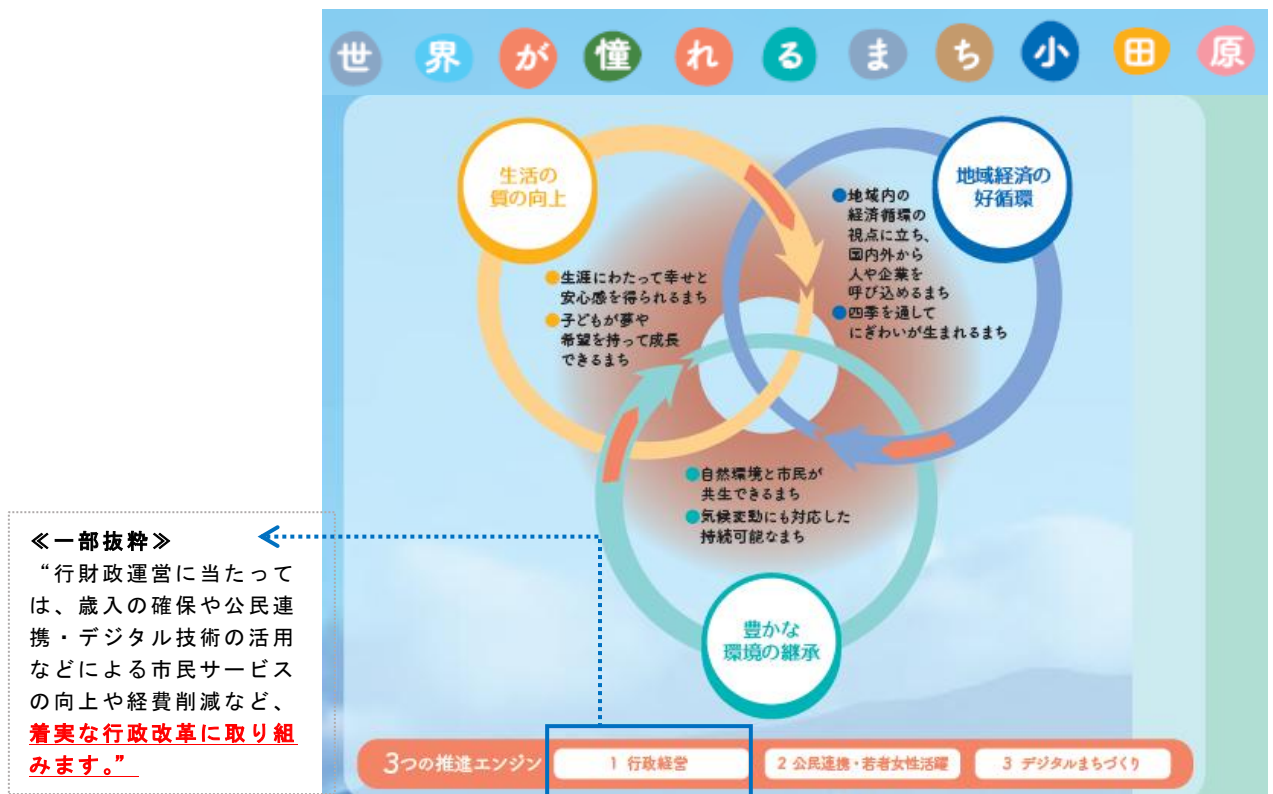 世界が憧れるまち小田原
生活の
質の向上
地域経済の
好循環
●地域内の
経済循環の
視点に立ち、
国内外から
人や企業を
呼び込めるまち
●四季を通して
にぎわいが生まれるまち
●生涯にわたって幸せと
安心感を得られるまち
●子どもが夢や
希望を持って成長
できるまち
●自然環境と市民が
共生できるまち
●気候変動にも対応した
持続可能なまち
豊かな
環境の継承
≪一部抜粋≫
“行財政運営に当たって
は、歳入の確保や公民連
携・デジタル技術の活用
などによる市民サービス
の向上や経費削減など、
着実な行政改革に取り組
みます。”
3つの推進エンジン
1 行政経営
2 公民連携・若者女性活躍
3 デジタルまちづくり